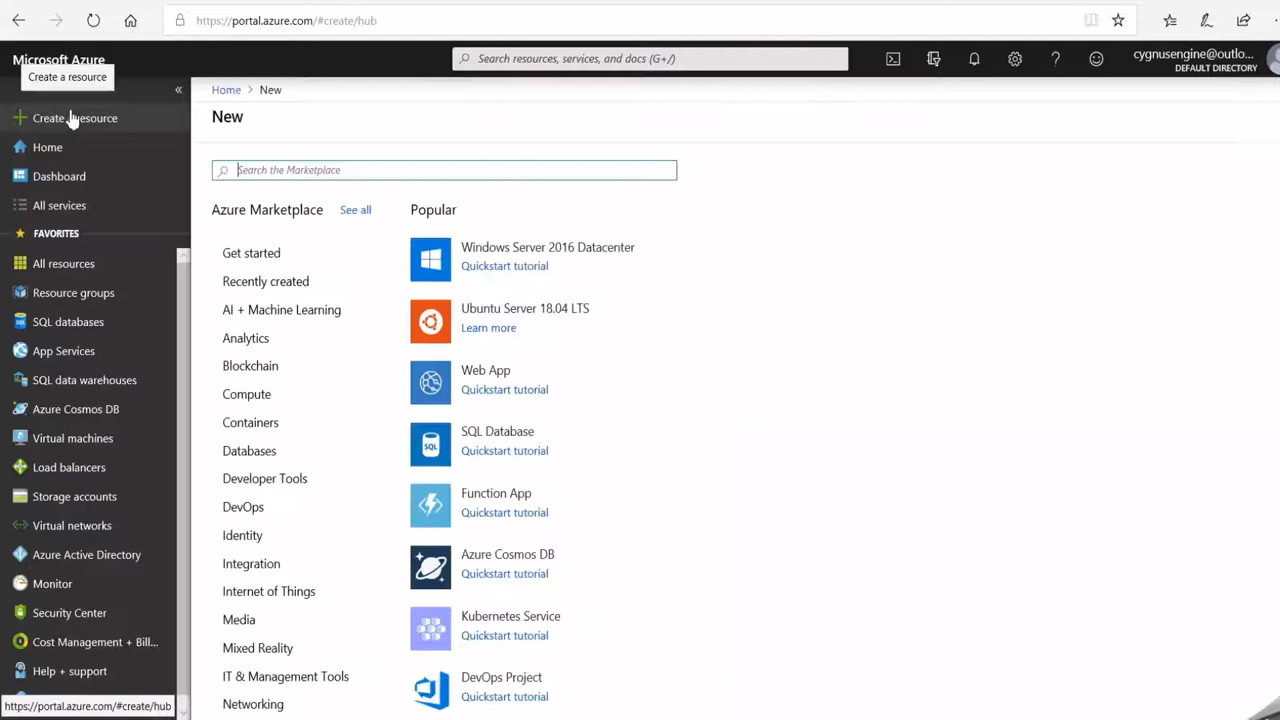 https://portal.azure.com/#create/hub
Microsoft Azure
Search resources, services, and docs (G+/)
cygnusengine@outlo...
DEFAULT DIRECTORY
Create a resource
«
Home > New
Create resource
New
Home
Dashboard
All services
FAVORITES
All resources
Resource groups
SQL databases
App Services
SQL data warehouses
Azure Cosmos DB
Virtual machines
Load balancers
Storage accounts
Virtual networks
Azure Active Directory
Monitor
Security Center
Cost Management + Bill...
Help + support
https://portal.azure.com/#create/hub
Search the Marketplace
Azure Marketplace See all
Get started
Recently created
AI + Machine Learning
Analytics
Blockchain
Compute
Containers
Databases
Developer Tools
DevOps
Identity
Integration
Internet of Things
Media
Mixed Reality
IT & Management Tools
Networking
Popular
Windows Server 2016 Datacenter
Quickstart tutorial
Ubuntu Server 18.04 LTS
Learn more
Web App
Quickstart tutorial
SQL
SQL Database
Quickstart tutorial
Function App
Quickstart tutorial
Azure Cosmos DB
Quickstart tutorial
Kubernetes Service
Quickstart tutorial
DevOps Project
Quickstart tutorial